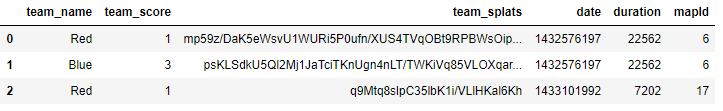 team_name team_score team_splats date duration mapId
0 Red 1 mp59z/DaK5eWsvU1WURi5P0ufn/XUS4TVqOBt9RPBWsOip... 1432576197 22562 6
1 Blue 3 psKLSdkU5Ql2Mj1JaTciTKnUgn4nLT/TWKiVq85VLOXqar... 1432576197 22562 6
2 Red 1 q9Mtq8slpC35lbK1i/VLlHKal6Kh 1433101992 7202 17